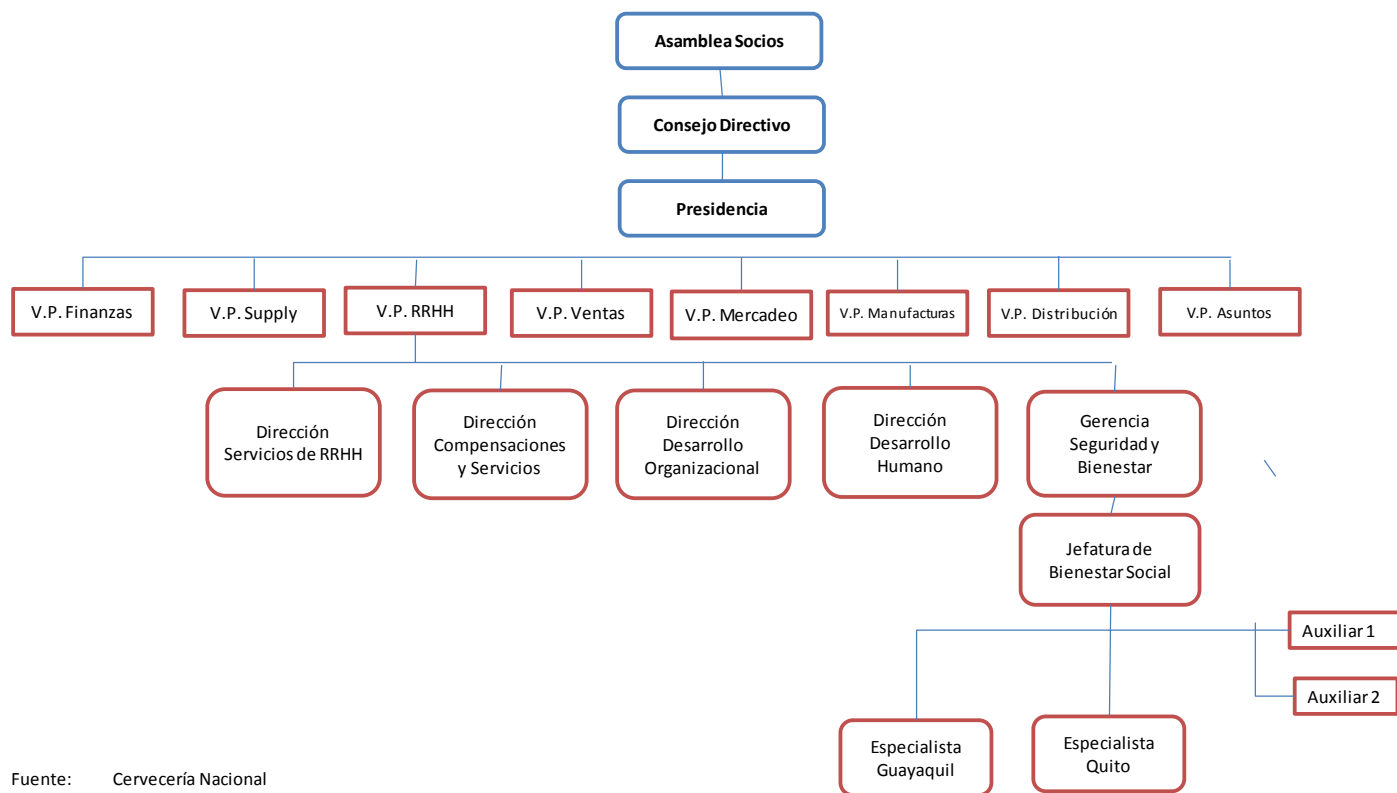 Asamblea Socios
Consejo Directivo
Presidencia
V.P. Finanzas
V.P. Supply
V.P. RRHH
V.P. Ventas
V.P. Mercadeo
V.P. Manufacturas
V.P. Distribución
V.P. Asuntos
Dirección
Servicios de RRHH
Dirección
Compensaciones
y Servicios
Dirección
Desarrollo
Organizacional
Dirección
Desarrollo
Humano
Gerencia
Seguridad y
Bienestar
Jefatura de
Bienestar Social
Auxiliar 1
Auxiliar 2
Especialista
Guayaquil
Especialista
Quito
Fuente: Cervecería Nacional